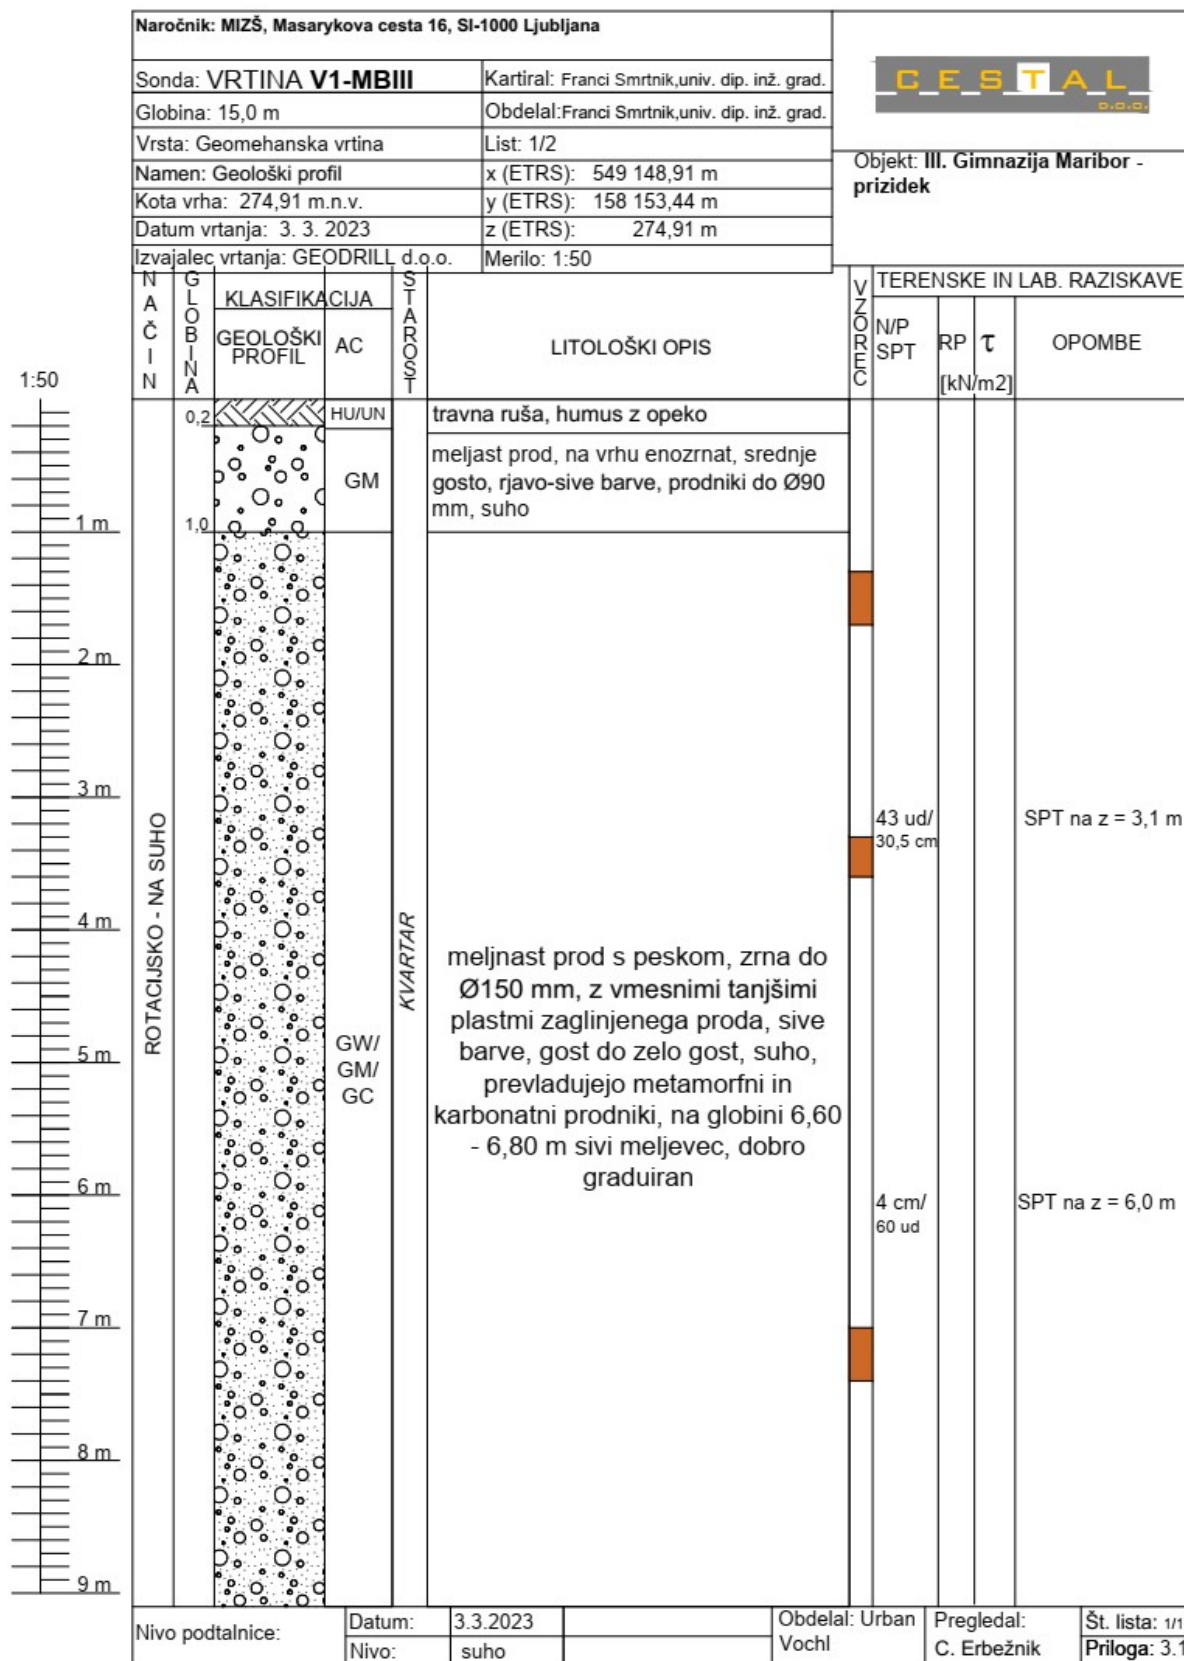 Naročnik: MIZŠ, Masarykova cesta 16, SI-1000 Ljubljana
Sonda: VRTINA V1-MBIII
Kartiral: Franci Smrtnik,univ. dip. inž. grad.
Globina: 15,0 m
Obdelal:Franci Smrtnik,univ. dip. inž. grad.
Vrsta: Geomehanska vrtina
List: 1/2
Namen: Geološki profil
x (ETRS): 549 148,91 m
Kota vrha: 274,91 m.n.v.
y (ETRS): 158 153,44 m
Datum vrtanja: 3. 3. 2023
z (ETRS): 274,91 m
Izvajalec vrtanja: GEODRILL d.o.o.
Merilo: 1:50
CESTAL
D.O.O.
Objekt: III. Gimnazija Maribor -
prizidek
NAČIN
GLOBINA
KLASIFIKACIJA
GEOLOŠKI
PROFIL
AC
STAROST
LITOLOŠKI OPIS
VZOREC
TERENSKE IN LAB. RAZISKAVE
N/P
SPT
RP
τ
[kN/m2]
OPOMBE
1:50
0,2
HU/UN
travna ruša, humus z opeko
GM
meljast prod, na vrhu enozrnat, srednje
gosto, rjavo-sive barve, prodniki do Ø90
mm, suho
1 m
1,0
2 m
3 m
43 ud/
30,5 cm
SPT na z = 3,1 m
4 m
ROTACIJSKO - NA SUHO
KVARTAR
5 m
GW/
GM/
GC
meljnast prod s peskom, zrna do
Ø150 mm, z vmesnimi tanjšimi
plastmi zaglinjenega proda, sive
barve, gost do zelo gost, suho,
prevladujejo metamorfni in
karbonatni prodniki, na globini 6,60
- 6,80 m sivi meljevec, dobro
graduiran
6 m
4 cm/
60 ud
SPT na z = 6,0 m
7 m
8 m
9 m
Nivo podtalnice:
Datum:
3.3.2023
Nivo:
suho
Obdelal: Urban
Vochl
Pregledal:
C. Erbežnik
Št. lista: 1/1
Priloga: 3.1